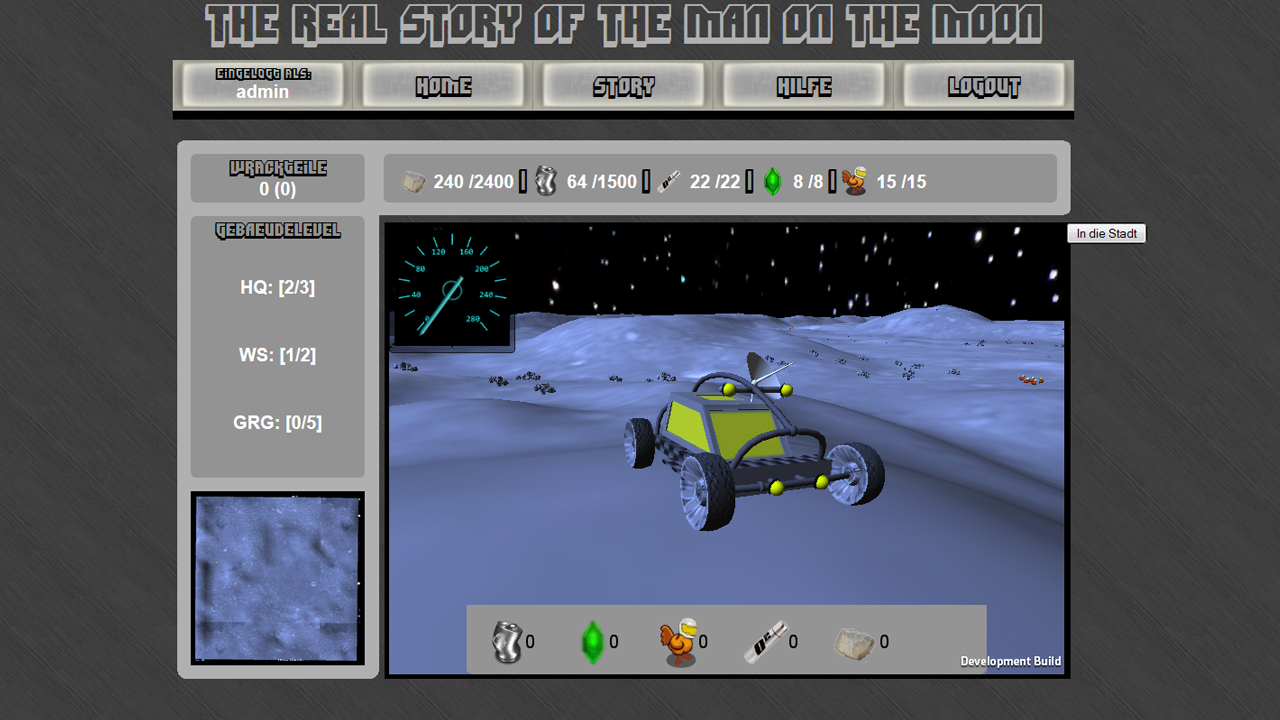 THE REAL STORY OF THE MAN ON THE MOON
EINGELOGT ALS:
admin
HOME
STORY
HILFE
LOGOUT
WRACKTEILE
0 (0)
240 /2400
64 /1500
22 /22
8 /8
15 /15
GEBAEUDELEVEL
HQ: [2/3]
WS: [1/2]
GRG: [0/5]
In die Stadt
0
40
80
120
160
200
240
280
0
0
0
0
0
Development Build